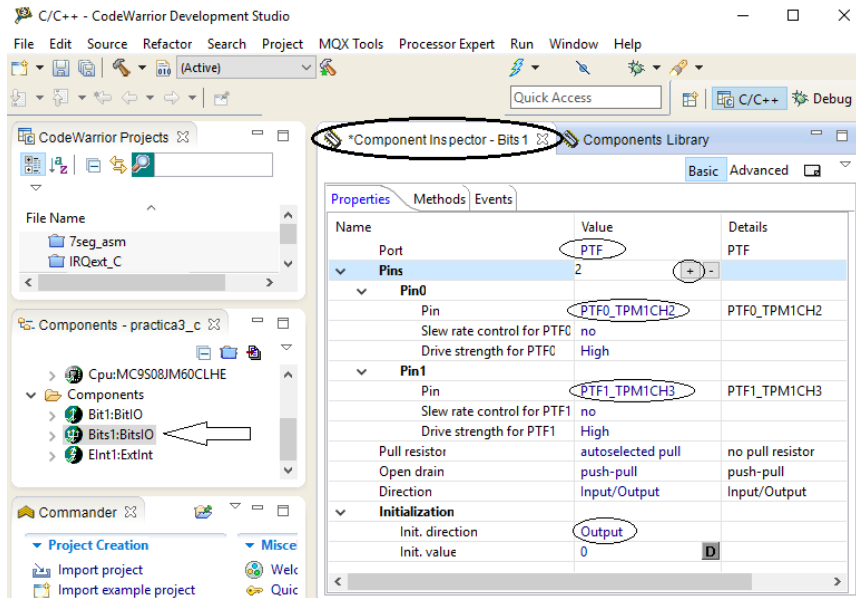 C/C++ - CodeWarrior Development Studio
File Edit Source Refactor Search Project MQX Tools Processor Expert Run Window Help
(Active)
Quick Access
C/C++ Debug
CodeWarrior Projects
File Name
7seg_asm
IRQext_C
Components - practica3_c
Cpu:MC9S08JM60CLHE
Components
Bit1:BitIO
Bits1:BitsIO
EInt1:ExtInt
Commander
Project Creation Misce
Import project Welc
Import example project Quic
*Component Inspector - Bits1 Components Library
Basic Advanced
Properties Methods Events
Name Value Details
Port PTF PTF
Pins 2 + -
Pin0
Pin PTF0_TPM1CH2 PTF0_TPM1CH2
Slew rate control for PTF0 no
Drive strength for PTF0 High
Pin1
Pin PTF1_TPM1CH3 PTF1_TPM1CH3
Slew rate control for PTF1 no
Drive strength for PTF1 High
Pull resistor autoselected pull no pull resistor
Open drain push-pull push-pull
Direction Input/Output Input/Output
Initialization
Init. direction Output
Init. value 0 D